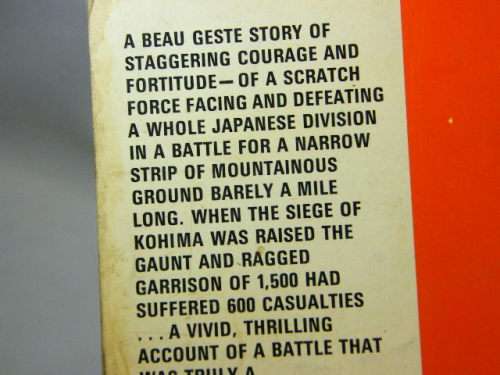 A BEAU GESTE STORY OF
STAGGERING COURAGE AND
FORTITUDE—OF A SCRATCH
FORCE FACING AND DEFEATING
A WHOLE JAPANESE DIVISION
IN A BATTLE FOR A NARROW
STRIP OF MOUNTAINOUS
GROUND BARELY A MILE
LONG. WHEN THE SIEGE OF
KOHIMA WAS RAISED THE
GAUNT AND RAGGED
GARRISON OF 1,500 HAD
SUFFERED 600 CASUALTIES
...A VIVID, THRILLING
ACCOUNT OF A BATTLE THAT
WAS TRULY A